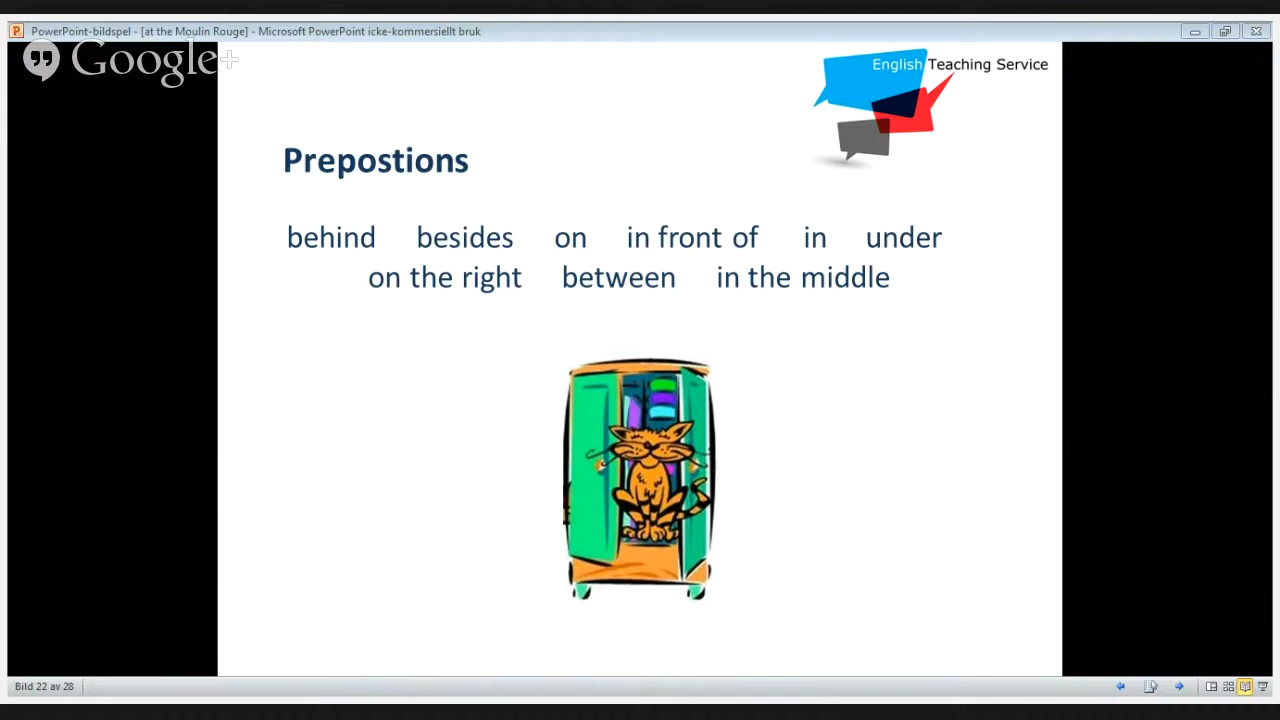 PowerPoint-bildspel - [at the Moulin Rouge] - Microsoft PowerPoint icke-kommersiellt bruk
Google+
English Teaching Service
Prepostions
behind besides on in front of in under
on the right between in the middle
Bild 22 av 28